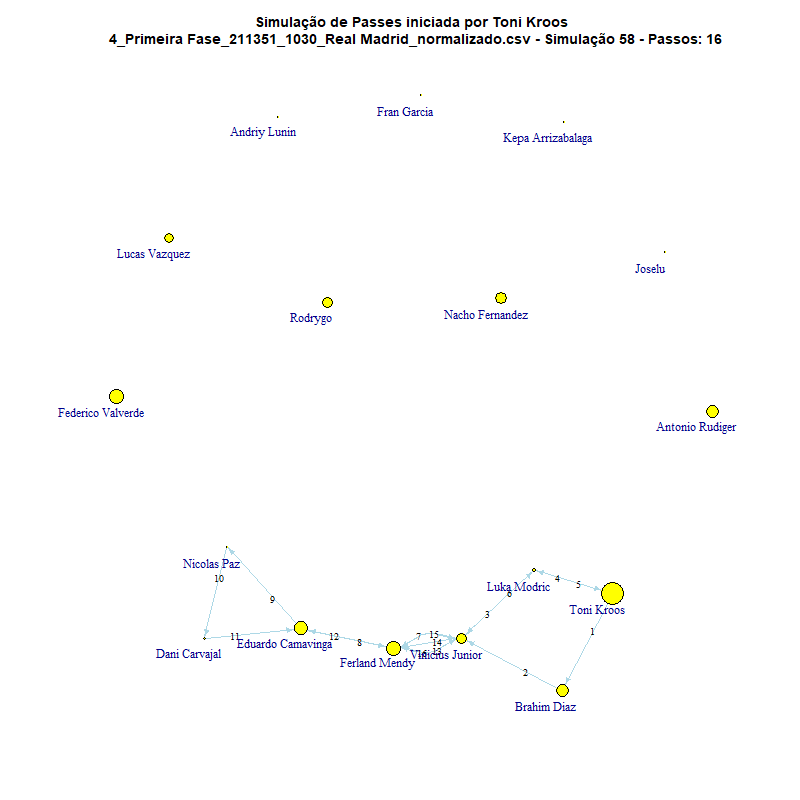 Simulação de Passes iniciada por Toni Kroos
4_Primeira Fase_211351_1030_Real Madrid_normalizado.csv - Simulação 58 - Passos: 16
Fran Garcia
Andriy Lunin
Kepa Arrizabalaga
Lucas Vazquez
Joselu
Rodrygo
Nacho Fernandez
Federico Valverde
Antonio Rudiger
Nicolas Paz
10
Luka Modric
4
5
Toni Kroos
9
3
6
1
11
12
8
7
15
14
13
16
Dani Carvajal
Eduardo Camavinga
Ferland Mendy
Vinicius Junior
2
Brahim Diaz